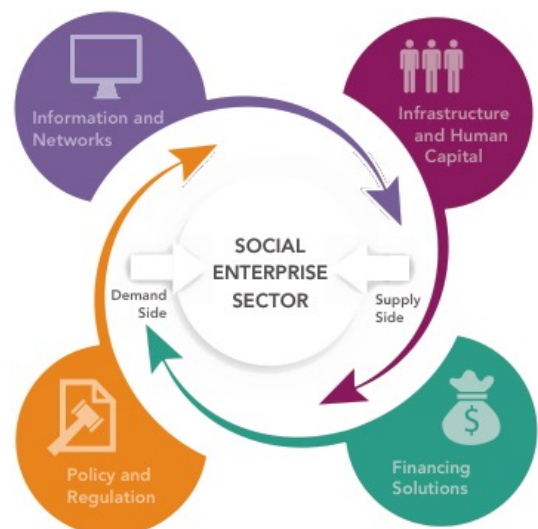 Information and
Networks
Infrastructure
and Human
Capital
SOCIAL
ENTERPRISE
SECTOR
Demand
Side
Supply
Side
Policy and
Regulation
$
Financing
Solutions